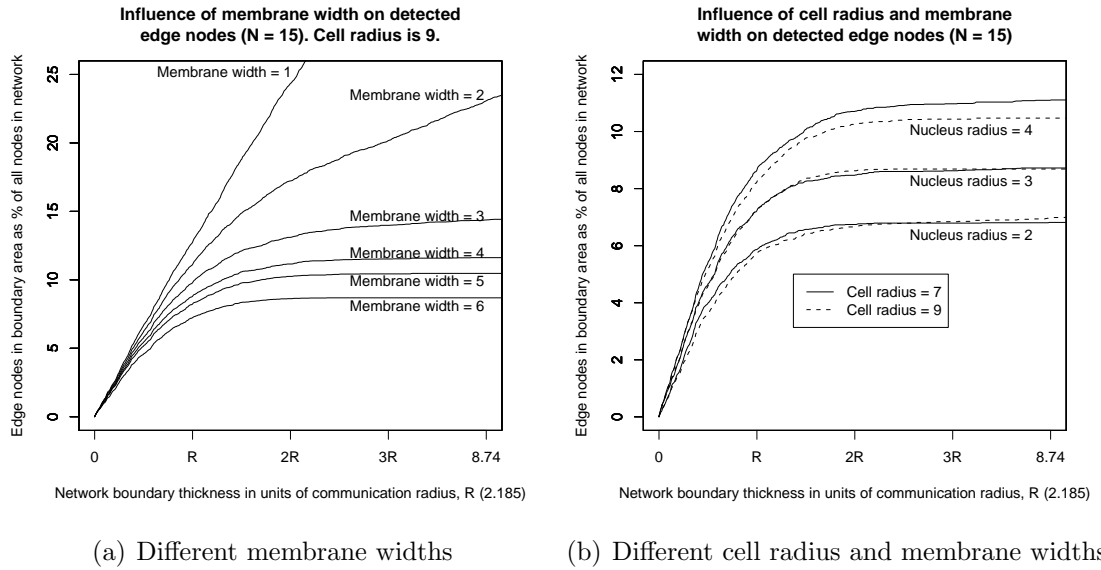 Influence of membrane width on detected
edge nodes (N = 15). Cell radius is 9.
Edge nodes in boundary area as % of all nodes in network
25
20
15
10
5
0
Membrane width = 1
Membrane width = 2
Membrane width = 3
Membrane width = 4
Membrane width = 5
Membrane width = 6
0 R 2R 3R 8.74
Network boundary thickness in units of communication radius, R (2.185)
(a) Different membrane widths
Influence of cell radius and membrane
width on detected edge nodes (N = 15)
Edge nodes in boundary area as % of all nodes in network
12
10
8
6
4
2
0
Nucleus radius = 4
Nucleus radius = 3
Nucleus radius = 2
Cell radius = 7
Cell radius = 9
0 R 2R 3R 8.74
Network boundary thickness in units of communication radius, R (2.185)
(b) Different cell radius and membrane widths